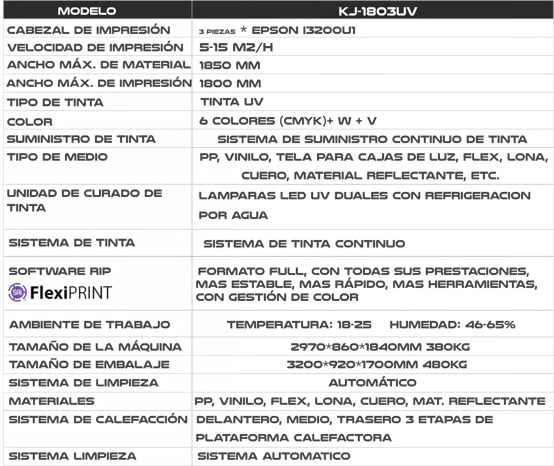 MODELO KJ-1803UV
CABEZAL DE IMPRESIÓN 3 PIEZAS * EPSON I3200U1
VELOCIDAD DE IMPRESIÓN 5-15 M2/H
ANCHO MÁX. DE MATERIAL 1850 MM
ANCHO MÁX. DE IMPRESIÓN 1800 MM
TIPO DE TINTA TINTA UV
COLOR 6 COLORES (CMYK)+ W + V
SUMINISTRO DE TINTA SISTEMA DE SUMINISTRO CONTINUO DE TINTA
TIPO DE MEDIO PP, VINILO, TELA PARA CAJAS DE LUZ, FLEX, LONA,
CUERO, MATERIAL REFLECTANTE, ETC.
UNIDAD DE CURADO DE
TINTA
LAMPARAS LED UV DUALES CON REFRIGERACION
POR AGUA
SISTEMA DE TINTA SISTEMA DE TINTA CONTINUO
SOFTWARE RIP
SAi FlexiPRINT
FORMATO FULL, CON TODAS SUS PRESTACIONES,
MAS ESTABLE, MAS RÁPIDO, MAS HERRAMIENTAS,
CON GESTIÓN DE COLOR
AMBIENTE DE TRABAJO TEMPERATURA: 18-25 HUMEDAD: 46-65%
TAMAÑO DE LA MÁQUINA 2970*860*1840MM 380KG
TAMAÑO DE EMBALAJE 3200*920*1700MM 480KG
SISTEMA DE LIMPIEZA AUTOMÁTICO
MATERIALES PP, VINILO, FLEX, LONA, CUERO, MAT. REFLECTANTE
SISTEMA DE CALEFACCIÓN DELANTERO, MEDIO, TRASERO 3 ETAPAS DE
PLATAFORMA CALEFACTORA
SISTEMA LIMPIEZA SISTEMA AUTOMATICO